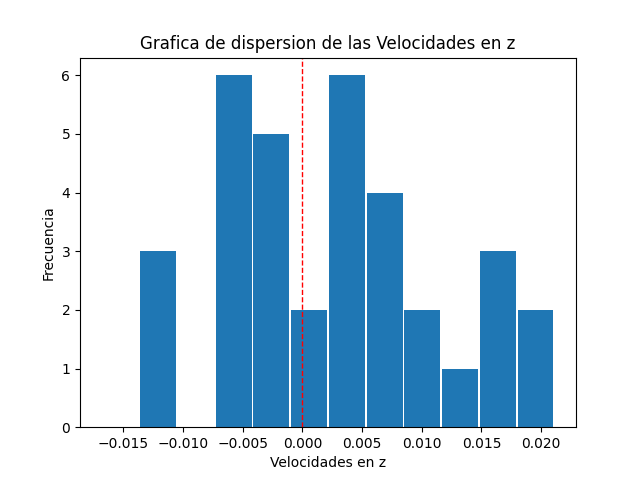 Grafica de dispersion de las Velocidades en z
6
5
4
3
2
1
0
Frecuencia
−0.015 −0.010 −0.005 0.000 0.005 0.010 0.015 0.020
Velocidades en z